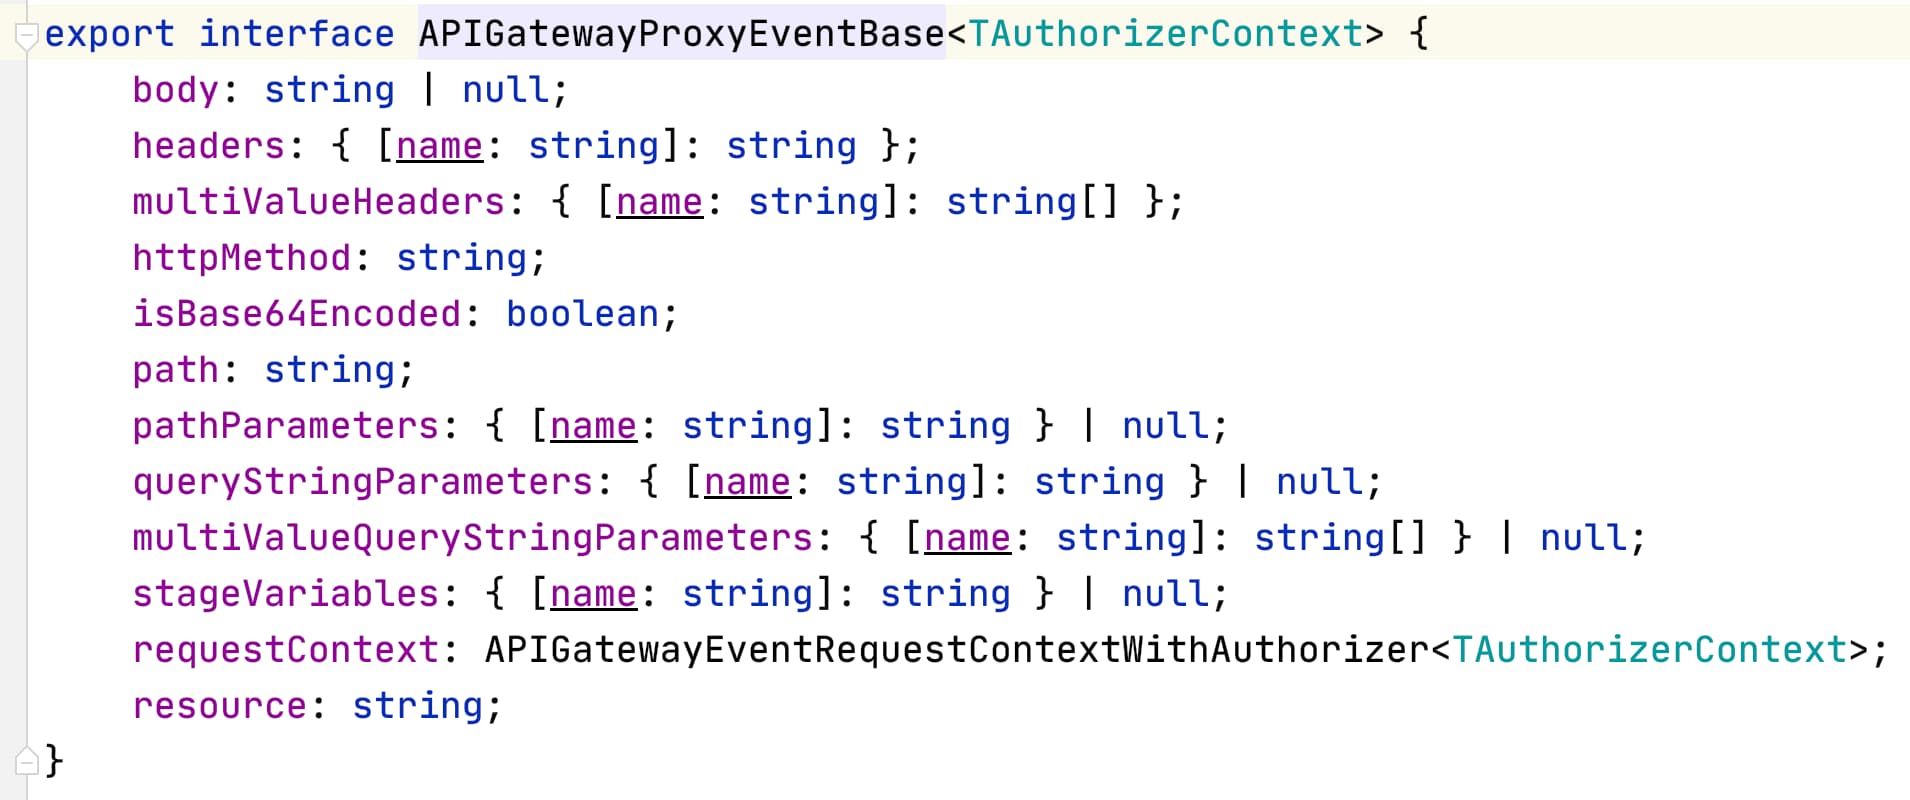 export interface APIGatewayProxyEventBase<TAuthorizerContext> {
    body: string | null;
    headers: { [name: string]: string };
    multiValueHeaders: { [name: string]: string[] };
    httpMethod: string;
    isBase64Encoded: boolean;
    path: string;
    pathParameters: { [name: string]: string } | null;
    queryStringParameters: { [name: string]: string } | null;
    multiValueQueryStringParameters: { [name: string]: string[] } | null;
    stageVariables: { [name: string]: string } | null;
    requestContext: APIGatewayEventRequestContextWithAuthorizer<TAuthorizerContext>;
    resource: string;
}